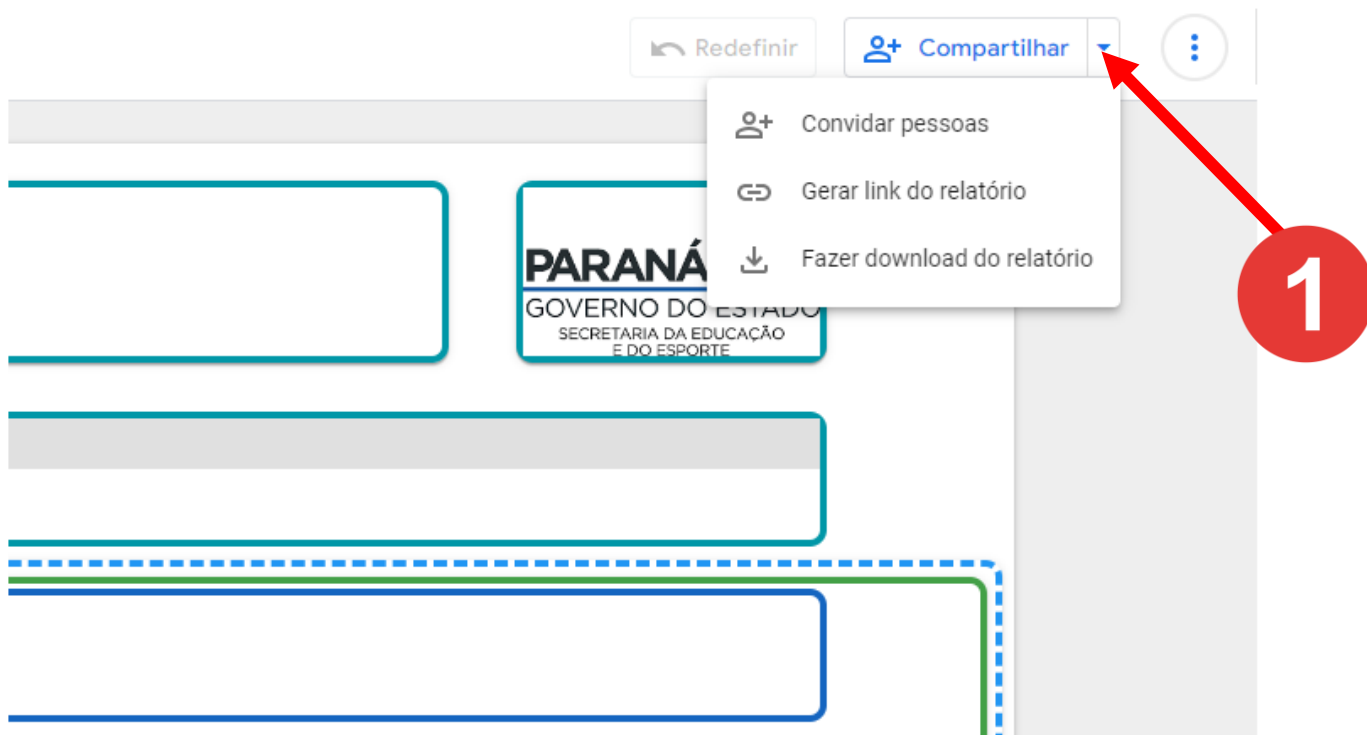 Redefinir
Compartilhar
Convidar pessoas
Gerar link do relatório
Fazer download do relatório
1
PARANÁ
GOVERNO DO ESTADO
SECRETARIA DA EDUCAÇÃO
E DO ESPORTE